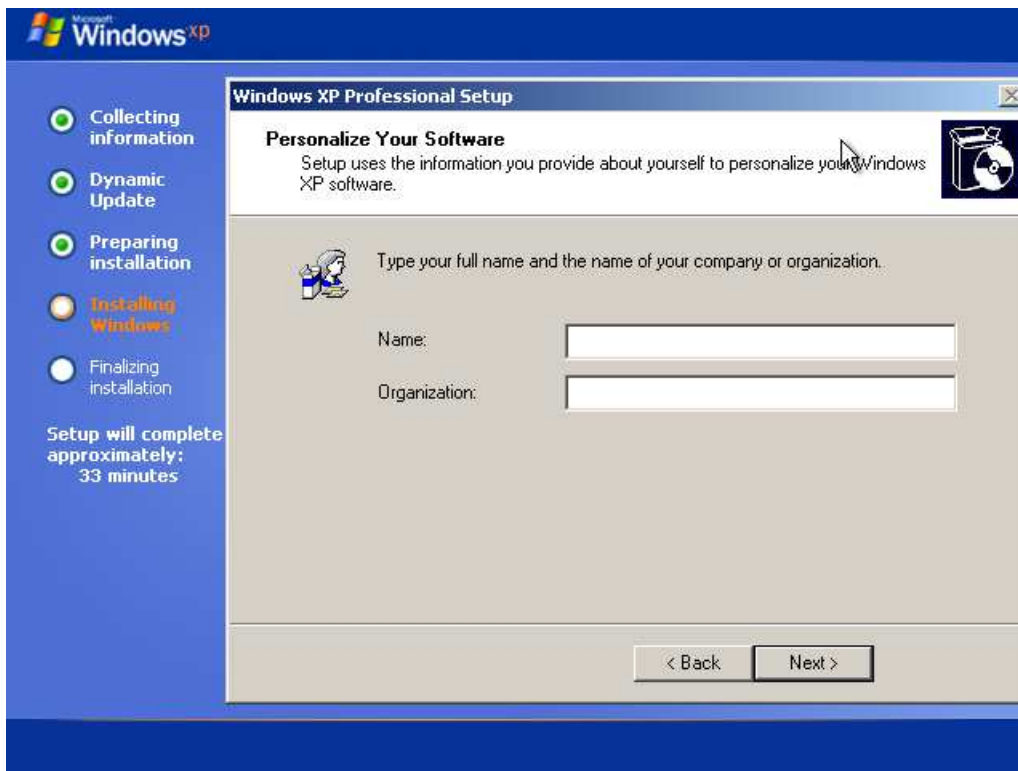 Microsoft
Windows xp
Collecting
information
Dynamic
Update
Preparing
installation
Installing
Windows
Finalizing
installation
Setup will complete
approximately:
33 minutes
Windows XP Professional Setup
Personalize Your Software
Setup uses the information you provide about yourself to personalize your Windows
XP software.
Type your full name and the name of your company or organization.
Name:
Organization:
< Back
Next >